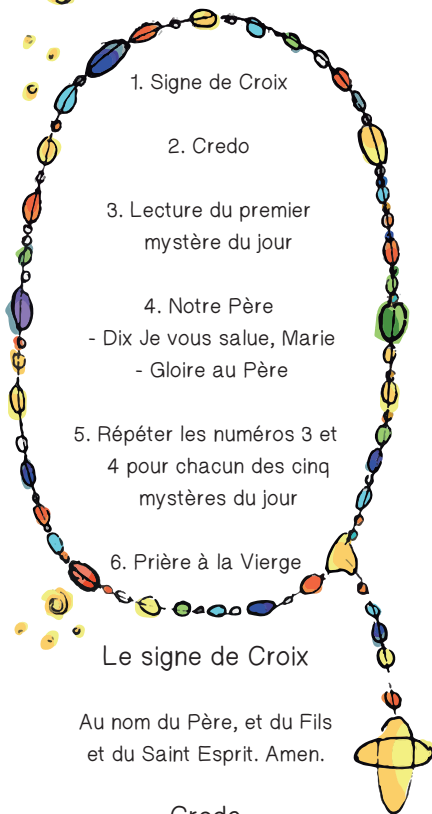 1. Signe de Croix
2. Credo
3. Lecture du premier
mystère du jour
4. Notre Père
- Dix Je vous salue, Marie
- Gloire au Père
5. Répéter les numéros 3 et
4 pour chacun des cinq
mystères du jour
6. Prière à la Vierge
Le signe de Croix
Au nom du Père, et du Fils
et du Saint Esprit. Amen.
Credo